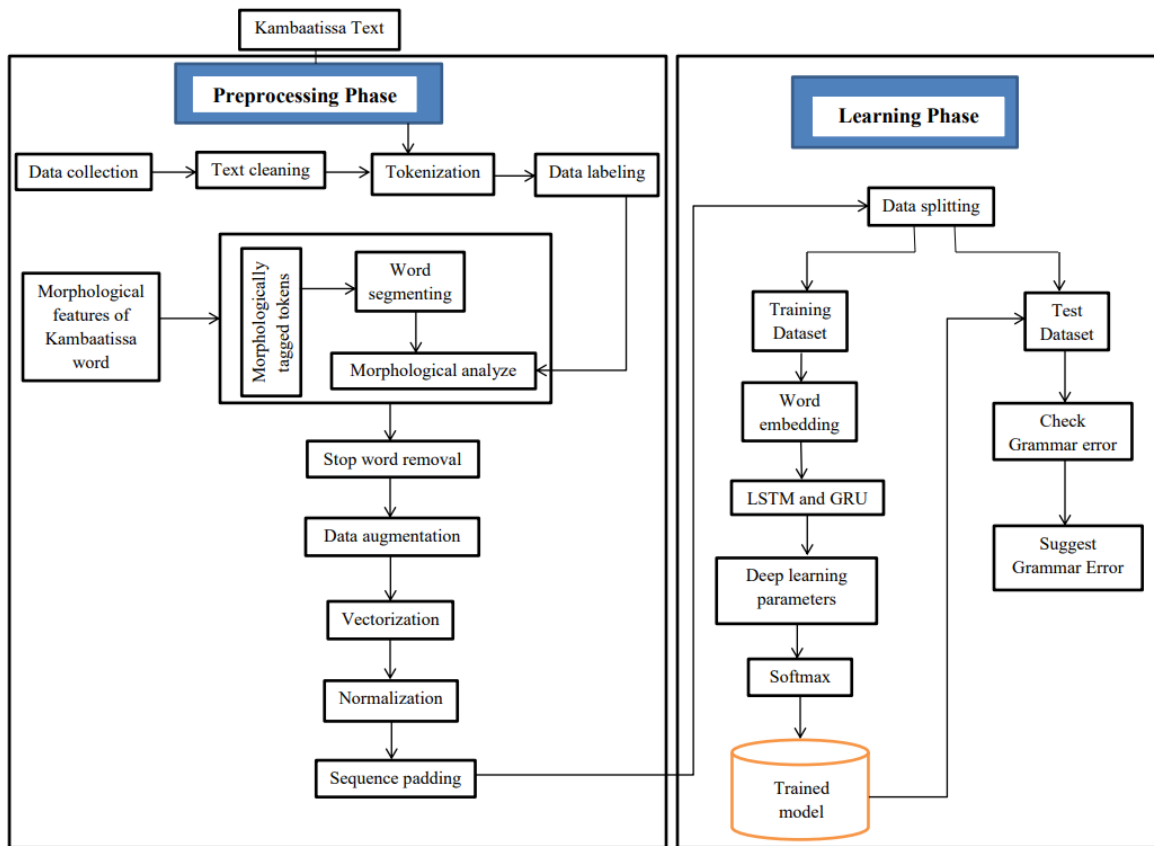 Kambaatissa Text
Preprocessing Phase
Data collection
Text cleaning
Tokenization
Data labeling
Morphological
features of
Kambaatissa
word
Morphologically
tagged tokens
Word
segmenting
Morphological analyze
Stop word removal
Data augmentation
Vectorization
Normalization
Sequence padding
Learning Phase
Data splitting
Training
Dataset
Word
embedding
LSTM and GRU
Deep learning
parameters
Softmax
Trained
model
Test
Dataset
Check
Grammar error
Suggest
Grammar Error